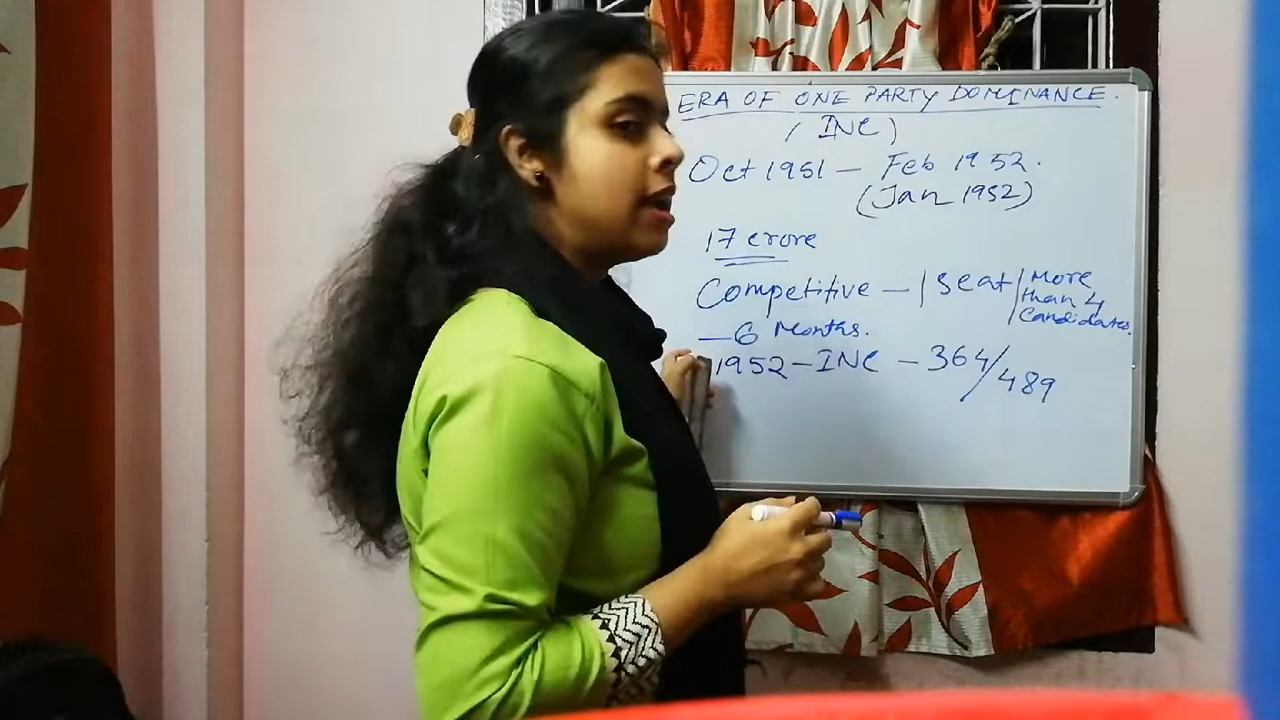 ERA OF ONE PARTY DOMINANCE.
(INC)
Oct 1951 – Feb 1952.
(Jan 1952)
17 crore
Competitive – 1 seat/More than 4 Candidates.
– 6 Months.
1952 – INC – 364/489